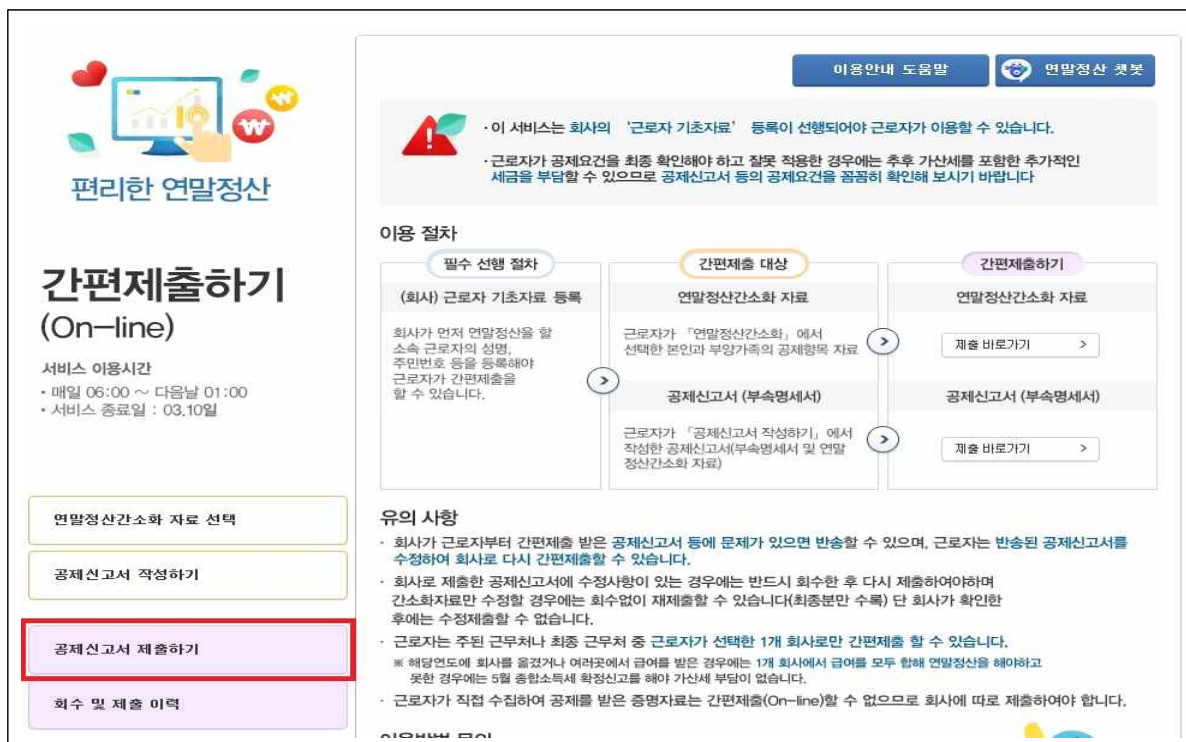 이용안내 도움말
연말정산 챗봇
편리한 연말정산
· 이 서비스는 회사의 '근로자 기초자료' 등록이 선행되어야 근로자가 이용할 수 있습니다.
· 근로자가 공제요건을 최종 확인해야 하고 잘못 적용한 경우에는 추후 가산세를 포함한 추가적인
세금을 부담할 수 있으므로 공제신고서 등의 공제요건을 꼼꼼히 확인해 보시기 바랍니다
간편제출하기
(On-line)
서비스 이용시간
• 매일 06:00 ~ 다음날 01:00
• 서비스 종료일 : 03.10일
연말정산간소화 자료 선택
공제신고서 작성하기
공제신고서 제출하기
회수 및 제출 이력
이용 절차
필수 선행 절차
(회사) 근로자 기초자료 등록
회사가 먼저 연말정산을 할
소속 근로자의 성명,
주민번호 등을 등록해야
근로자가 간편제출을
할 수 있습니다.
간편제출 대상
연말정산간소화 자료
근로자가 「연말정산간소화」에서
선택한 본인과 부양가족의 공제항목 자료
공제신고서 (부속명세서)
근로자가 「공제신고서 작성하기」에서
작성한 공제신고서(부속명세서 및 연말
정산간소화 자료)
간편제출하기
연말정산간소화 자료
제출 바로가기 >
공제신고서 (부속명세서)
제출 바로가기 >
유의 사항
· 회사가 근로자부터 간편제출 받은 공제신고서 등에 문제가 있으면 반송할 수 있으며, 근로자는 반송된 공제신고서를
수정하여 회사로 다시 간편제출할 수 있습니다.
· 회사로 제출한 공제신고서에 수정사항이 있는 경우에는 반드시 회수한 후 다시 제출하여야하며
간소화자료만 수정할 경우에는 회수없이 재제출할 수 있습니다(최종분만 수록) 단 회사가 확인한
후에는 수정제출할 수 없습니다.
· 근로자는 주된 근무처나 최종 근무처 중 근로자가 선택한 1개 회사로만 간편제출 할 수 있습니다.
※ 해당연도에 회사를 옮겼거나 여러곳에서 급여를 받은 경우에는 1개 회사에서 급여를 모두 합해 연말정산을 해야하고
못한 경우에는 5월 종합소득세 확정신고를 해야 가산세 부담이 없습니다.
· 근로자가 직접 수집하여 공제를 받은 증명자료는 간편제출(On-line)할 수 없으므로 회사에 따로 제출하여야 합니다.